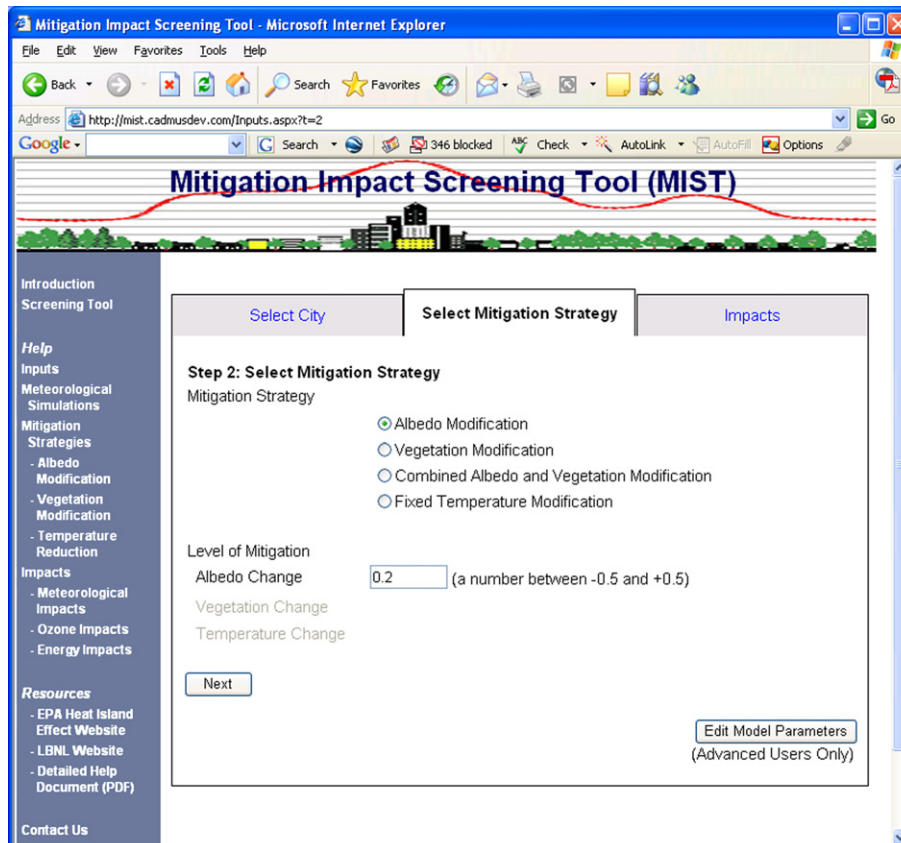 Mitigation Impact Screening Tool - Microsoft Internet Explorer
File Edit View Favorites Tools Help
Back Search Favorites
Address http://mist.cadmusdev.com/Inputs.aspx?t=2 Go
Google Search 346 blocked ABC Check AutoLink AutoFill Options
Mitigation Impact Screening Tool (MIST)
Introduction
Screening Tool
Help
Inputs
Meteorological
Simulations
Mitigation
Strategies
- Albedo
Modification
- Vegetation
Modification
- Temperature
Reduction
Impacts
- Meteorological
Impacts
- Ozone Impacts
- Energy Impacts
Resources
- EPA Heat Island
Effect Website
- LBNL Website
- Detailed Help
Document (PDF)
Contact Us
Select City Select Mitigation Strategy Impacts
Step 2: Select Mitigation Strategy
Mitigation Strategy
Albedo Modification
Vegetation Modification
Combined Albedo and Vegetation Modification
Fixed Temperature Modification
Level of Mitigation
Albedo Change 0.2 (a number between -0.5 and +0.5)
Vegetation Change
Temperature Change
Next
Edit Model Parameters
(Advanced Users Only)